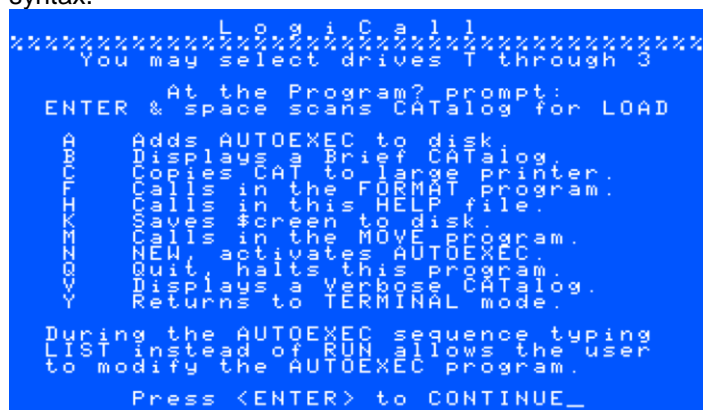 syntax.
L o g i C a l l
%%%%%%%%%%%%%%%%%%%%%%%%%%%%%%%%%%%%%%%%
You may select drives T through 3
At the Program? prompt:
ENTER & space scans CATalog for LOAD
A Adds AUTOEXEC to disk.
B Displays a Brief CATalog.
C Copies CAT to large printer.
F Calls in the FORMAT program.
H Calls in this HELP file.
K Saves $creen to disk.
M Calls in the MOVE program.
N NEW, activates AUTOEXEC.
Q Quit, halts this program.
V Displays a Verbose CATalog.
Y Returns to TERMINAL mode.
During the AUTOEXEC sequence typing
LIST instead of RUN allows the user
to modify the AUTOEXEC program.
Press <ENTER> to CONTINUE_